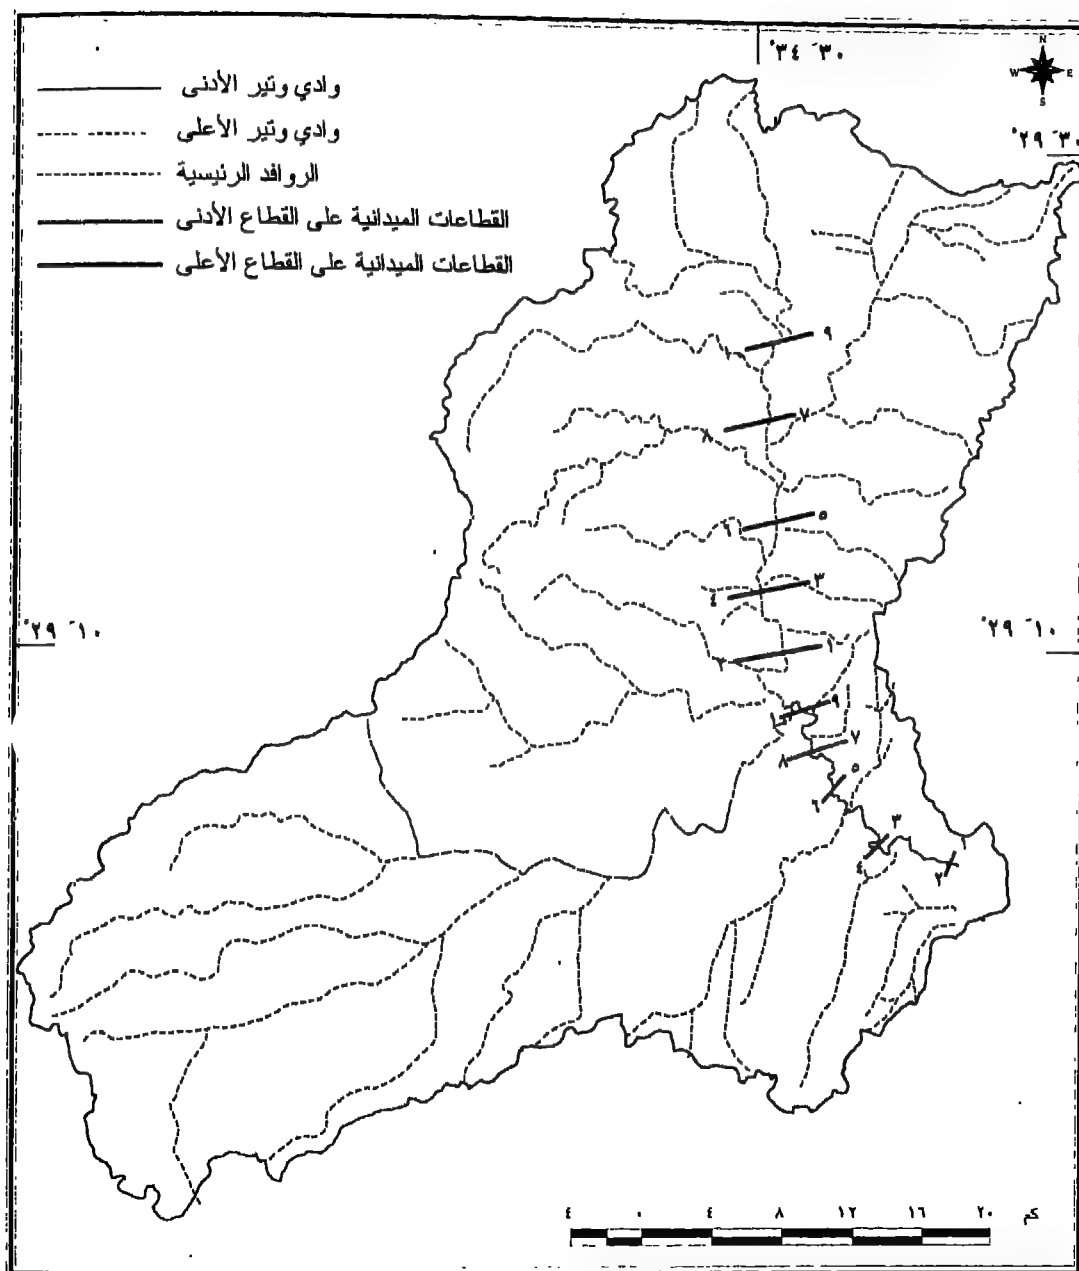 ٣٠ َ ٣٤ ْ
N
W E
S
وادي وتير الأدنى
وادي وتير الأعلى
٣٠ َ ٢٩ ْ
الروافد الرئيسية
القطاعات الميدانية على القطاع الأدنى
القطاعات الميدانية على القطاع الأعلى
٩
١٠
٧
٨
٥
٦
٣
٤
١٠ َ ٢٩ ْ
١٠ َ ٢٩ ْ
١
٢
٩
٧
٨
٥
٦
٣
٤
٢
٤ ٠ ٤ ٨ ١٢ ١٦ ٢٠ كم